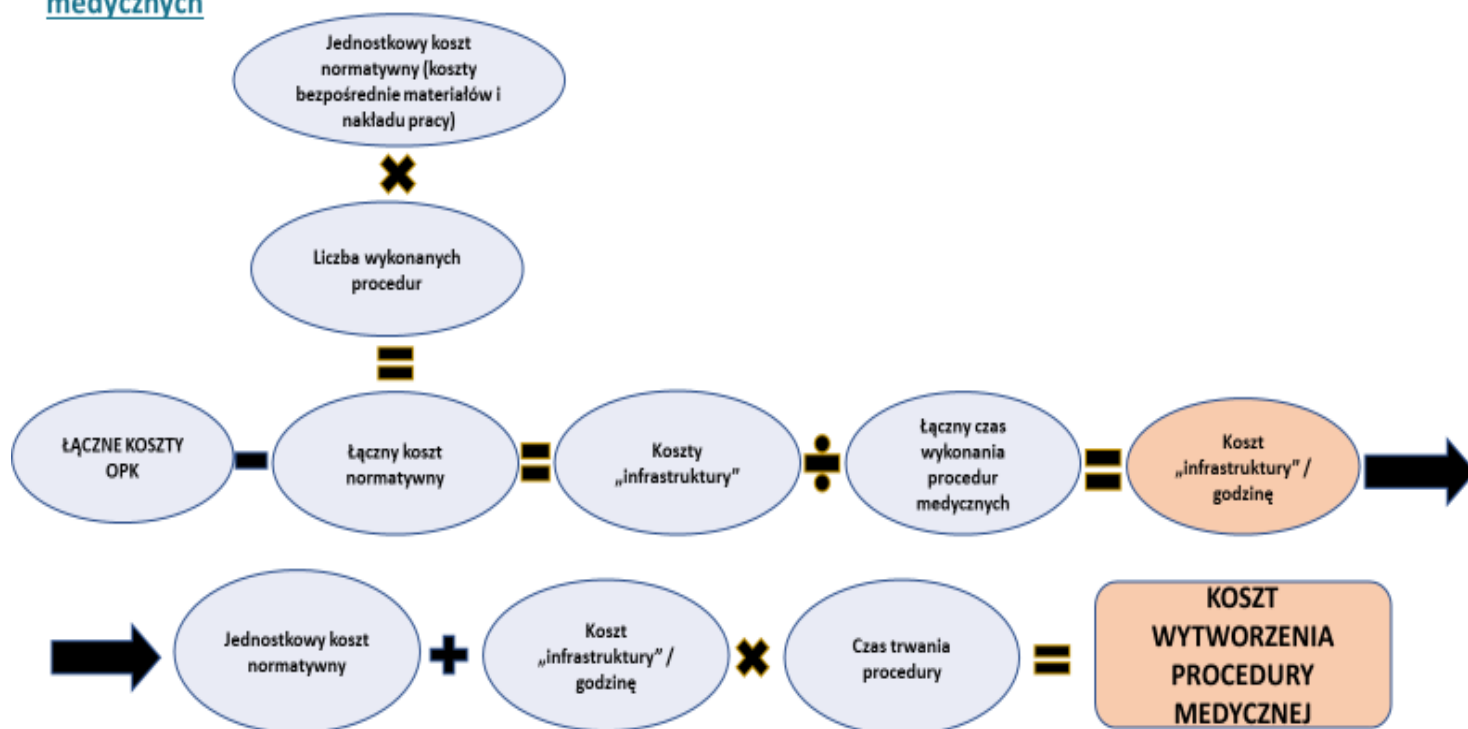 medycznych
Jednostkowy koszt
normatywny (koszty
bezpośrednie materiałów i
nakładu pracy)
Liczba wykonanych
procedur
ŁĄCZNE KOSZTY
OPK
Łączny koszt
normatywny
Koszty
„infrastruktury”
Łączny czas
wykonania
procedur
medycznych
Koszt
„infrastruktury” /
godzinę
Jednostkowy koszt
normatywny
Koszt
„infrastruktury” /
godzinę
Czas trwania
procedury
KOSZT
WYTWORZENIA
PROCEDURY
MEDYCZNEJ